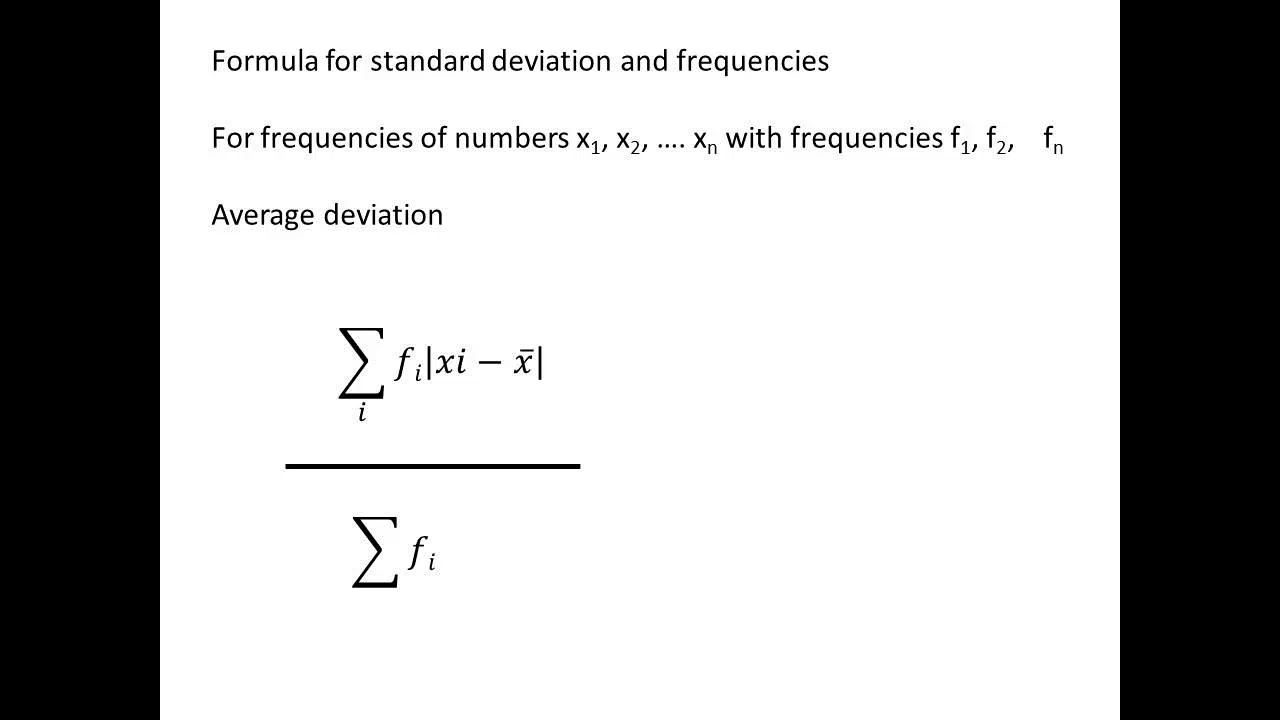 Formula for standard deviation and frequencies
For frequencies of numbers x₁, x₂, …. xₙ with frequencies f₁, f₂, fₙ
Average deviation
∑ fᵢ|xi − x̄|
i
∑ fᵢ